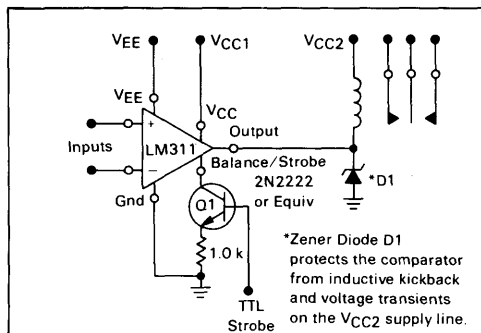 VEE
VCC1
VCC2
VEE
VCC
Output
Inputs
+
LM311
−
Balance/Strobe
2N2222
or Equiv
Gnd
Q1
*D1
1.0 k
TTL
Strobe
*Zener Diode D1
protects the comparator
from inductive kickback
and voltage transients
on the VCC2 supply line.